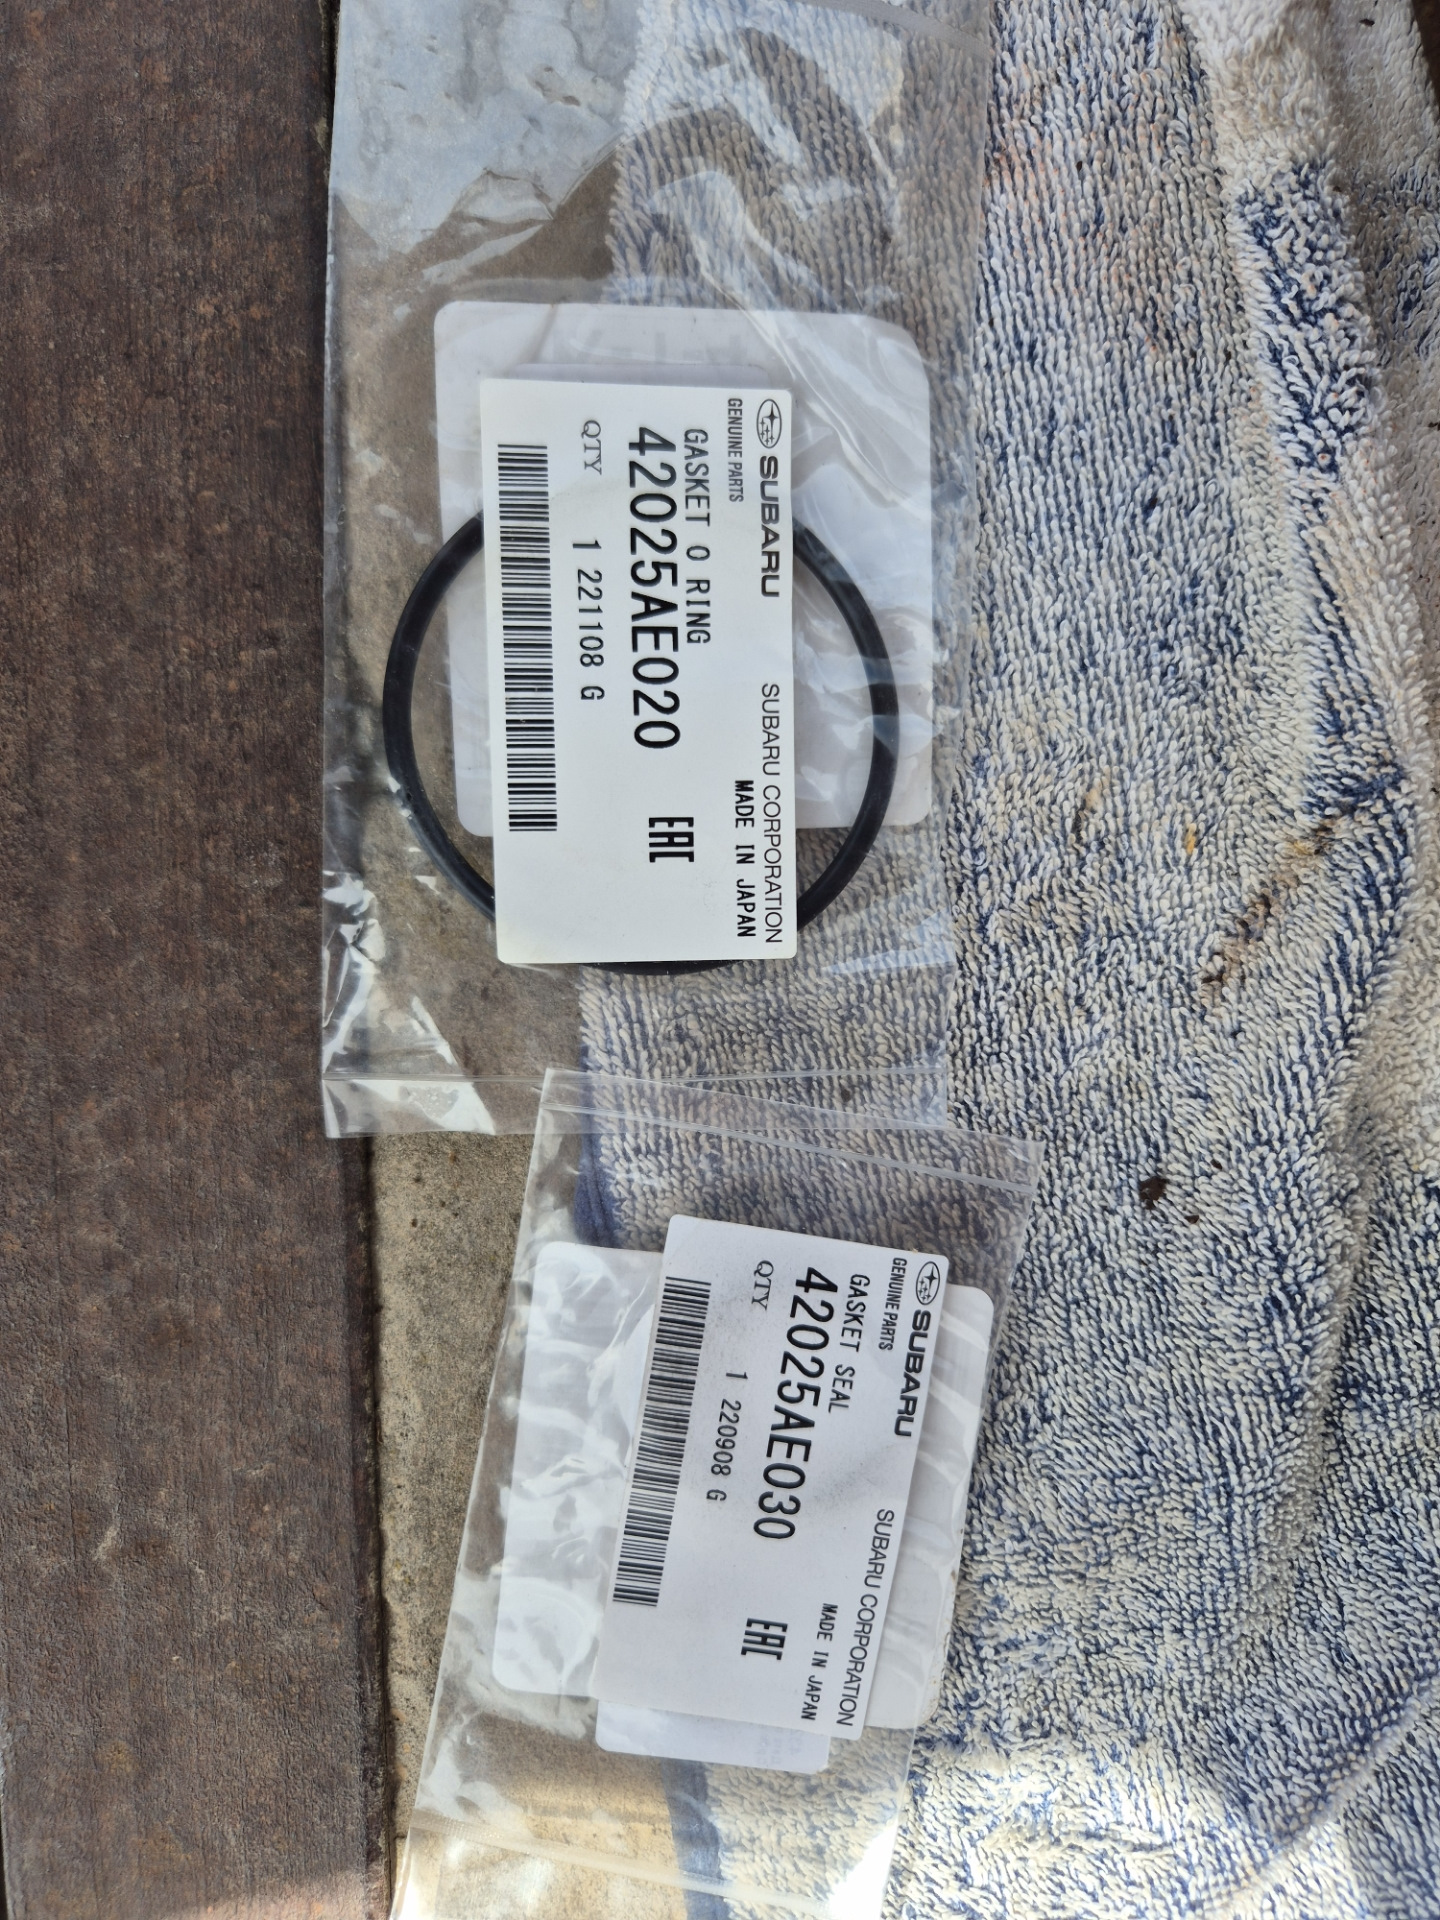 SUBARU
SUBARU CORPORATION
GENUINE PARTS
MADE IN JAPAN
GASKET O RING
42025AE020
EAC
QTY 1 221108 G
SUBARU
SUBARU CORPORATION
GENUINE PARTS
MADE IN JAPAN
GASKET SEAL
42025AE030
EAC
QTY 1 220908 G